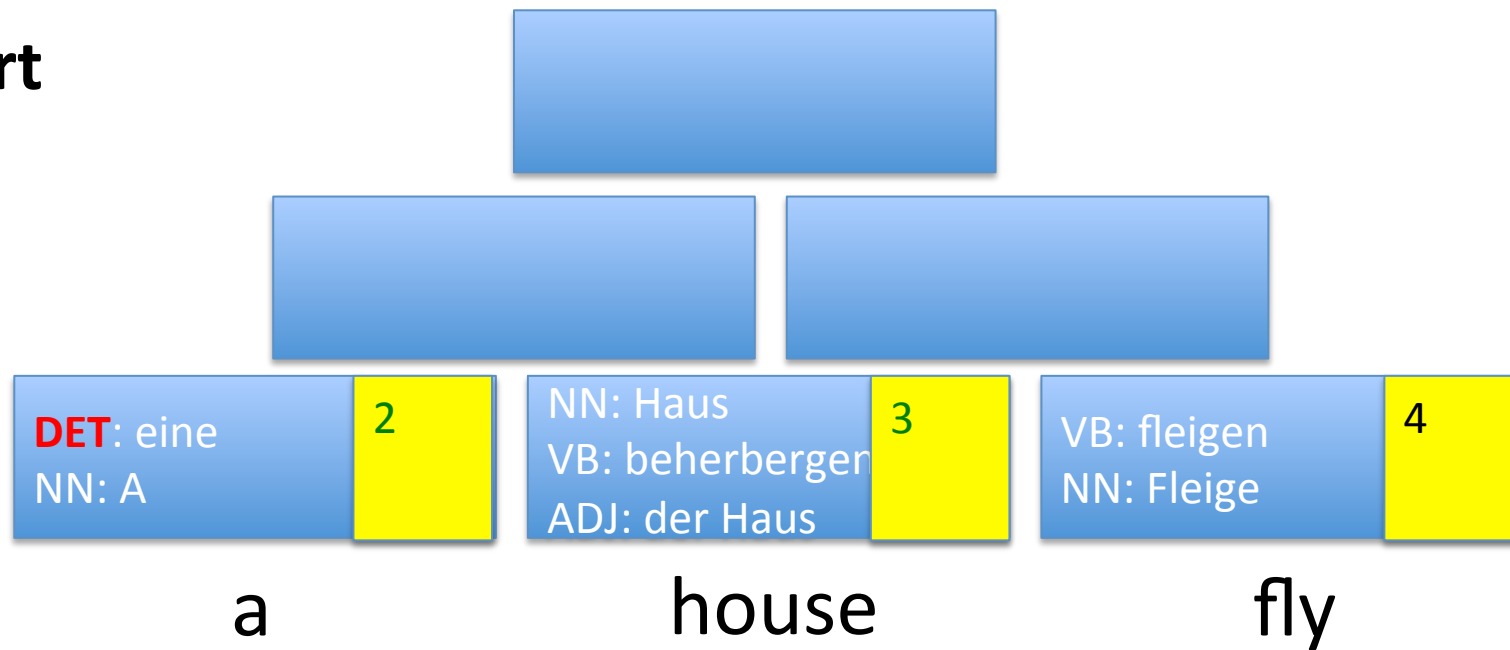 rt
DET: eine
NN: A
2
NN: Haus
VB: beherbergen
ADJ: der Haus
3
VB: fleigen
NN: Fleige
4
a house fly